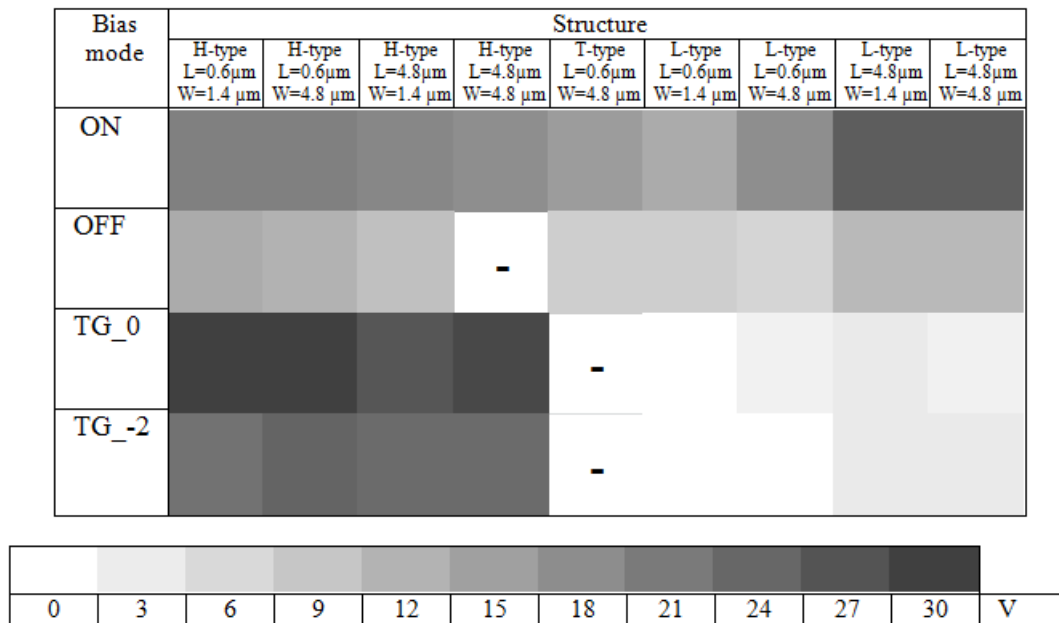 Bias mode Structure
H-type H-type H-type H-type T-type L-type L-type L-type L-type
L=0.6µm L=0.6µm L=4.8µm L=4.8µm L=0.6µm L=0.6µm L=0.6µm L=4.8µm L=4.8µm
W=1.4 µm W=4.8 µm W=1.4 µm W=4.8 µm W=4.8 µm W=1.4 µm W=4.8 µm W=1.4 µm W=4.8 µm
ON
OFF -
TG_0 -
TG_-2 -
0 3 6 9 12 15 18 21 24 27 30 V